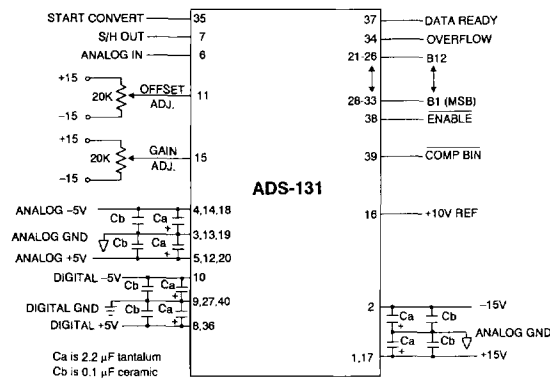 START CONVERT 35
S/H OUT 7
ANALOG IN 6
+15
20K
OFFSET ADJ. 11
-15
+15
20K
GAIN ADJ. 15
-15
ANALOG -5V 4,14,18
Cb Ca +
ANALOG GND 3,13,19
Cb Ca +
ANALOG +5V 5,12,20
DIGITAL -5V 10
Cb Ca +
DIGITAL GND 9,27,40
Cb Ca +
DIGITAL +5V 8,36
Ca is 2.2 µF tantalum
Cb is 0.1 µF ceramic
ADS-131
37 DATA READY
34 OVERFLOW
21-26 B12
28-33 B1 (MSB)
38 ENABLE
39 COMP BIN
16 +10V REF
2 -15V
Ca Cb
ANALOG GND
+ Ca Cb
+
1,17 +15V